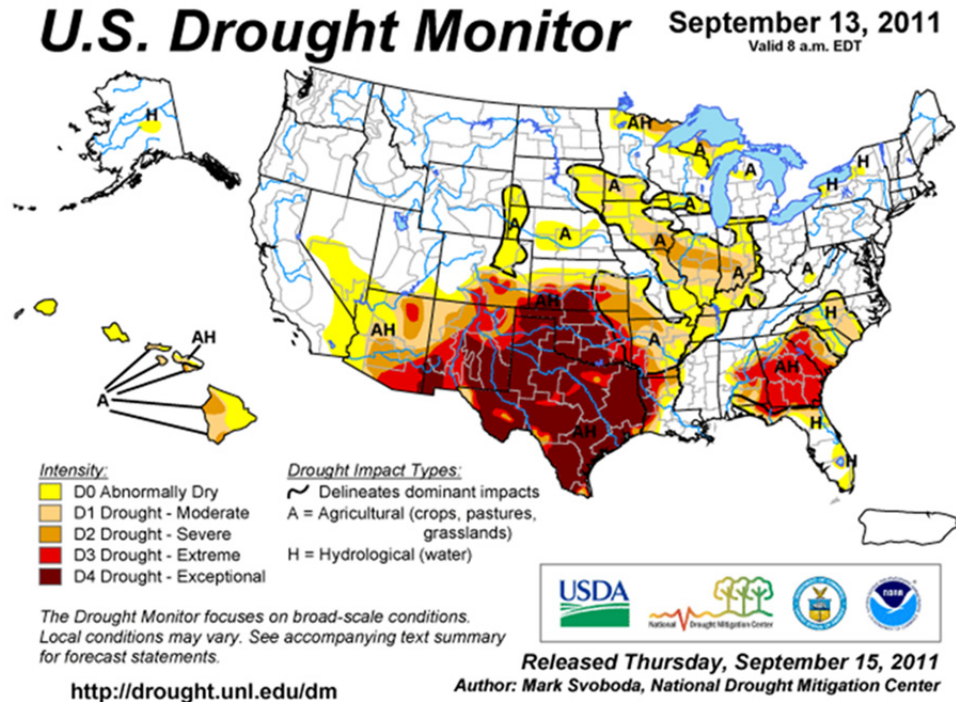 U.S. Drought Monitor
September 13, 2011
Valid 8 a.m. EDT
H
AH
A
A
H
H
A
A
A
A
A
A
H
A
AH
AH
A
AH
H
AH
H
H
AH
A
Intensity:
D0 Abnormally Dry
D1 Drought - Moderate
D2 Drought - Severe
D3 Drought - Extreme
D4 Drought - Exceptional
Drought Impact Types:
Delineates dominant impacts
A = Agricultural (crops, pastures,
grasslands)
H = Hydrological (water)
USDA
National Drought Mitigation Center
NOAA
The Drought Monitor focuses on broad-scale conditions.
Local conditions may vary. See accompanying text summary
for forecast statements.
http://drought.unl.edu/dm
Released Thursday, September 15, 2011
Author: Mark Svoboda, National Drought Mitigation Center